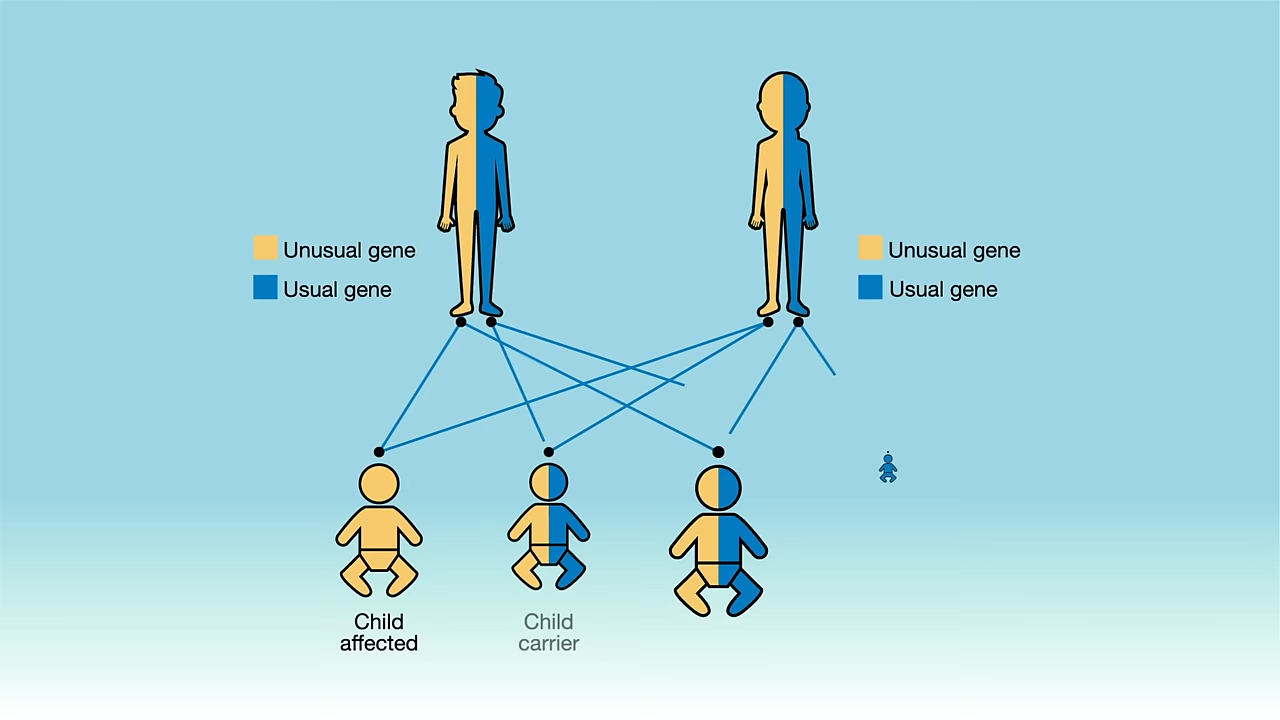 Unusual gene
Usual gene
Unusual gene
Usual gene
Child
affected
Child
carrier